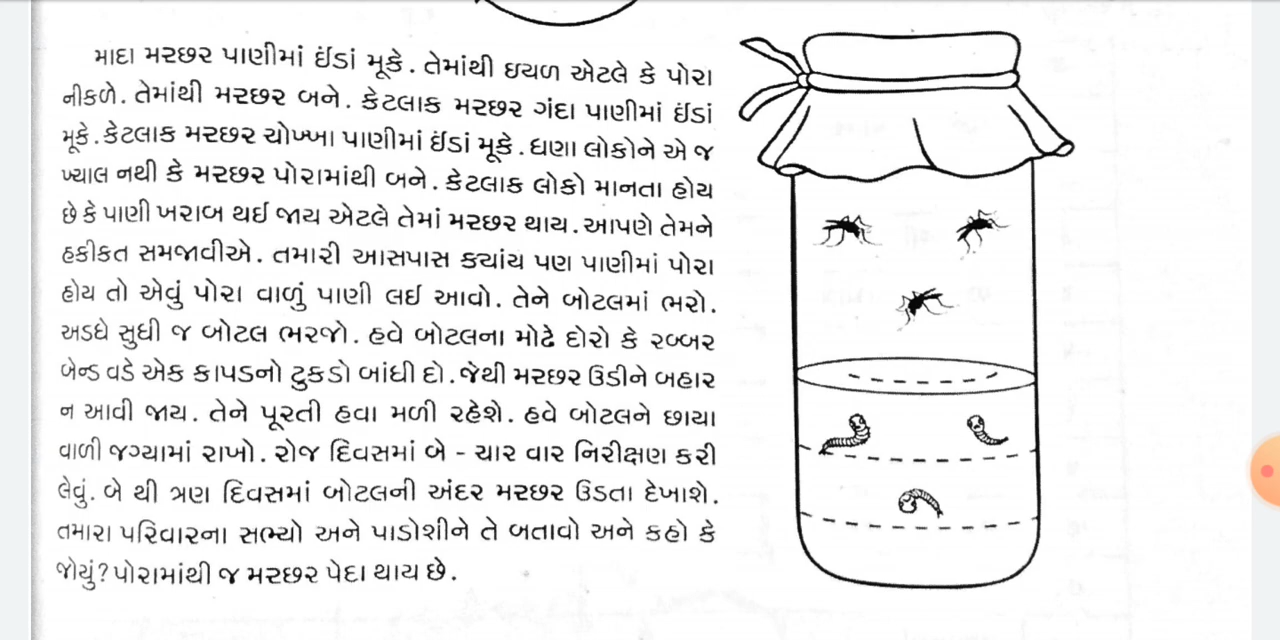 માદા મચ્છર પાણીમાં ઈંડાં મૂકે. તેમાંથી ઇયળ એટલે કે પોરા
નીકળે. તેમાંથી મચ્છર બને. કેટલાક મચ્છર ગંદા પાણીમાં ઈંડાં
મૂકે. કેટલાક મચ્છર ચોખ્ખા પાણીમાં ઈંડાં મૂકે. ઘણા લોકોને એ જ
ખ્યાલ નથી કે મચ્છર પોરામાંથી બને. કેટલાક લોકો માનતા હોય
છે કે પાણી ખરાબ થઈ જાય એટલે તેમાં મચ્છર થાય. આપણે તેમને
હકીકત સમજાવીએ. તમારી આસપાસ ક્યાંય પણ પાણીમાં પોરા
હોય તો એવું પોરા વાળું પાણી લઈ આવો. તેને બોટલમાં ભરો.
અડધે સુધી જ બોટલ ભરજો. હવે બોટલના મોઢે દોરો કે રબ્બર
બેન્ડ વડે એક કાપડનો ટુકડો બાંધી દો. જેથી મચ્છર ઉડીને બહાર
ન આવી જાય. તેને પૂરતી હવા મળી રહેશે. હવે બોટલને છાયા
વાળી જગ્યામાં રાખો. રોજ દિવસમાં બે - ચાર વાર નિરીક્ષણ કરી
લેવું. બે થી ત્રણ દિવસમાં બોટલની અંદર મચ્છર ઉડતા દેખાશે.
તમારા પરિવારના સભ્યો અને પાડોશીને તે બતાવો અને કહો કે
જોયું? પોરામાંથી જ મચ્છર પેદા થાય છે.